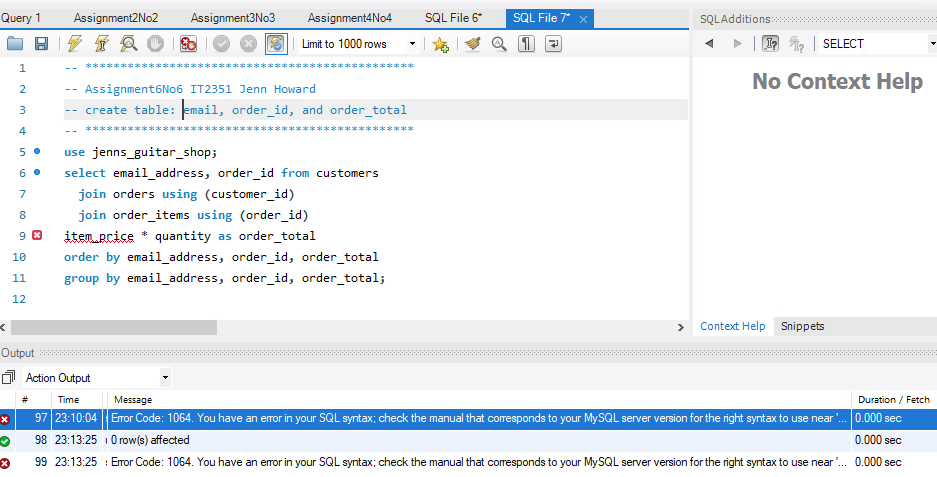 Query 1 Assignment2No2 Assignment3No3 Assignment4No4 SQL File 6* SQL File 7* ×
SQLAdditions
Limit to 1000 rows
SELECT
No Context Help
1 -- ***********************************************
2 -- Assignment6No6 IT2351 Jenn Howard
3 -- create table: email, order_id, and order_total
4 -- ***********************************************
5 use jenns_guitar_shop;
6 select email_address, order_id from customers
7 join orders using (customer_id)
8 join order_items using (order_id)
9 item_price * quantity as order_total
10 order by email_address, order_id, order_total
11 group by email_address, order_id, order_total;
12
Context Help Snippets
Output
Action Output
# Time Message Duration / Fetch
97 23:10:04 Error Code: 1064. You have an error in your SQL syntax; check the manual that corresponds to your MySQL server version for the right syntax to use near '... 0.000 sec
98 23:13:25 0 row(s) affected 0.000 sec
99 23:13:25 Error Code: 1064. You have an error in your SQL syntax; check the manual that corresponds to your MySQL server version for the right syntax to use near '... 0.000 sec